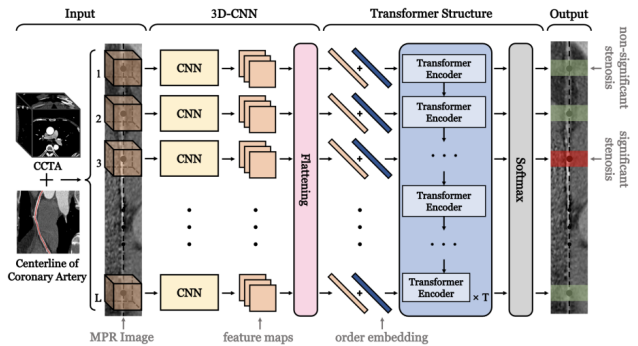 Input
3D-CNN
Transformer Structure
Output
1
CNN
+
Transformer
Encoder
2
CNN
Transformer
Encoder
3
CNN
+
. . .
CCTA
+
Centerline of
Coronary Artery
Flattening
Softmax
Transformer
Encoder
. . .
L
CNN
+
Transformer
Encoder
× T
non-significant
stenosis
significant
stenosis
MPR Image
feature maps
order embedding